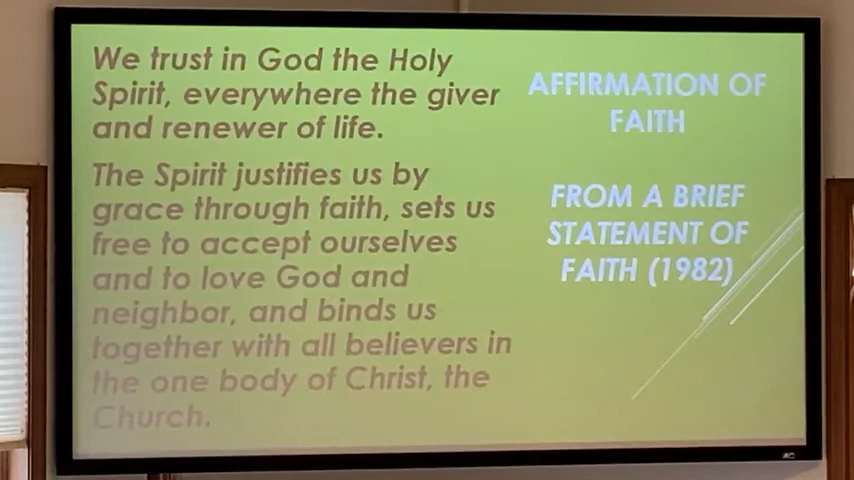 We trust in God the Holy
Spirit, everywhere the giver
and renewer of life.
The Spirit justifies us by
grace through faith, sets us
free to accept ourselves
and to love God and
neighbor, and binds us
together with all believers in
the one body of Christ, the
Church.
AFFIRMATION OF
FAITH
FROM A BRIEF
STATEMENT OF
FAITH (1982)